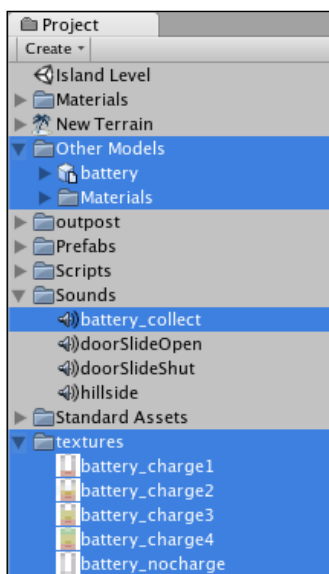 Project
Create
Island Level
Materials
New Terrain
Other Models
battery
Materials
outpost
Prefabs
Scripts
Sounds
battery_collect
doorSlideOpen
doorSlideShut
hillside
Standard Assets
textures
battery_charge1
battery_charge2
battery_charge3
battery_charge4
battery_nocharge